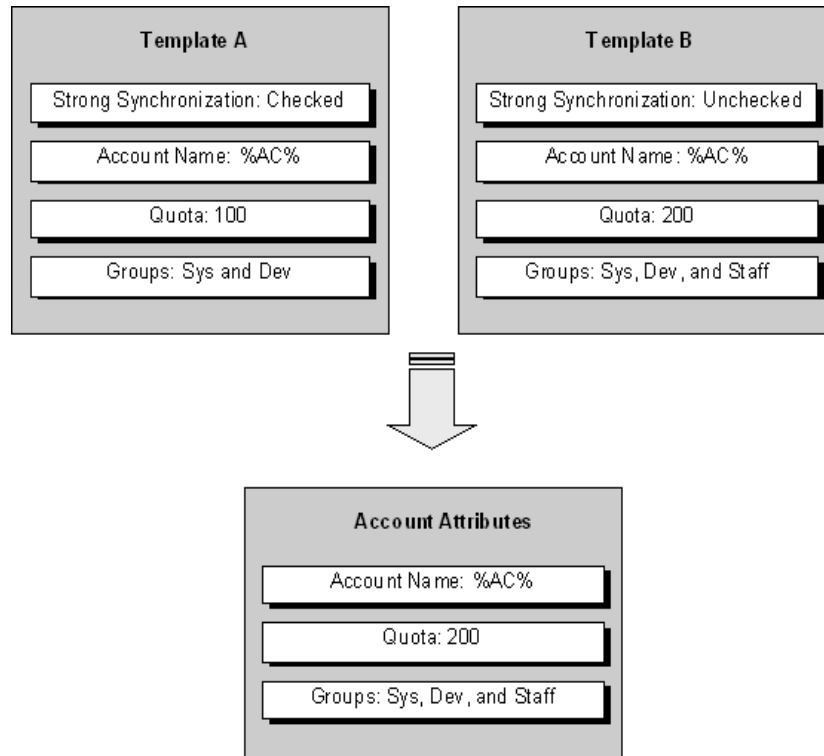 Template A
Strong Synchronization: Checked
Account Name: %AC%
Quota: 100
Groups: Sys and Dev
Template B
Strong Synchronization: Unchecked
Account Name: %AC%
Quota: 200
Groups: Sys, Dev, and Staff
Account Attributes
Account Name: %AC%
Quota: 200
Groups: Sys, Dev, and Staff